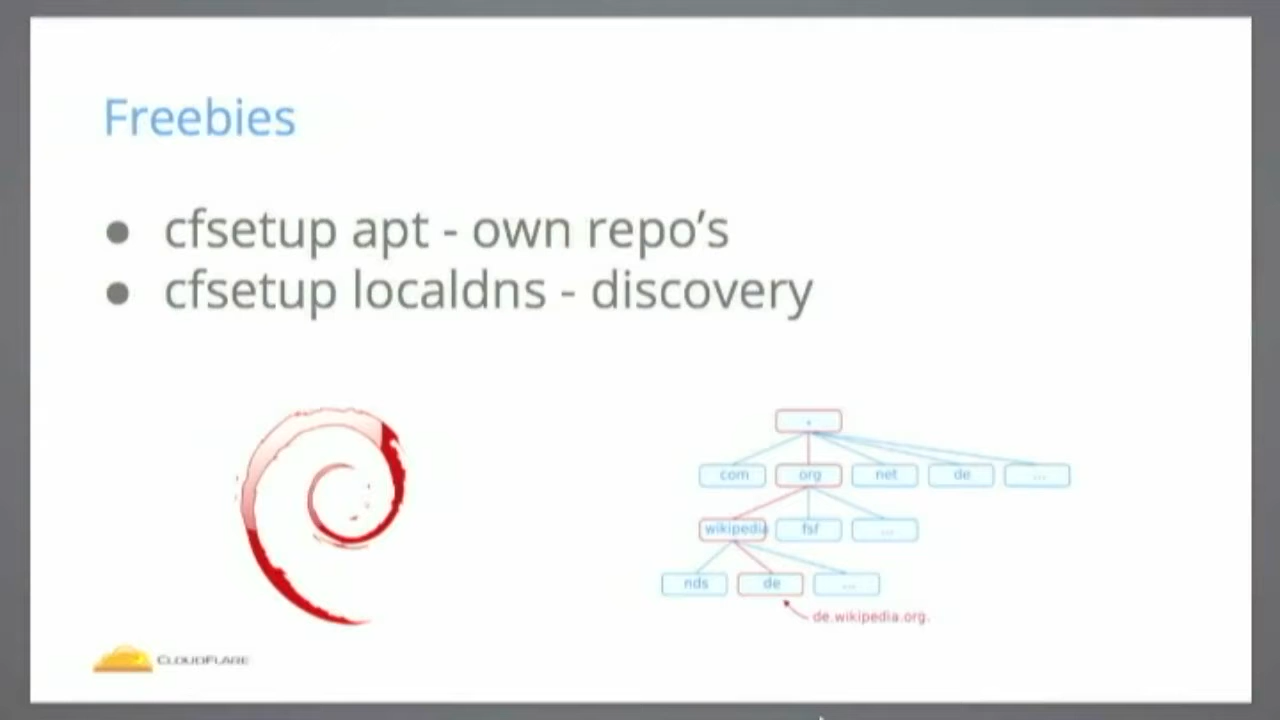 Freebies
● cfsetup apt - own repo’s
● cfsetup localdns - discovery
.
com org net de ...
wikipedia fsf ...
nds de ...
de.wikipedia.org.
CLOUDFLARE